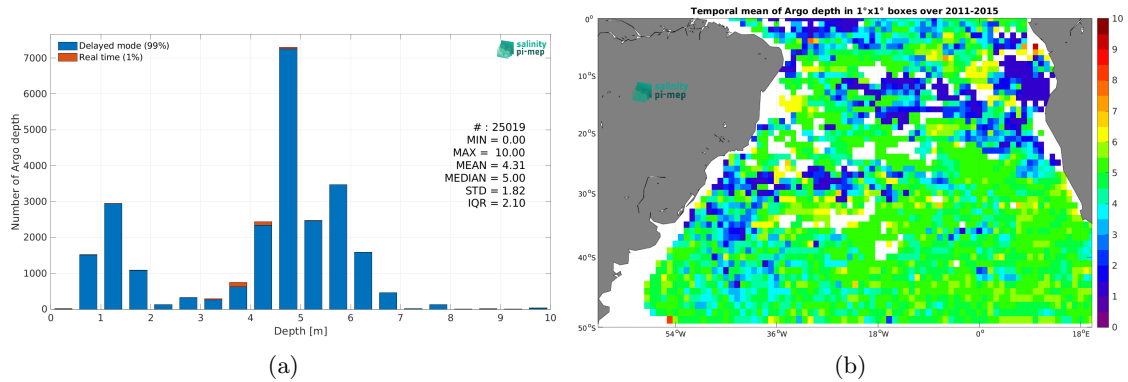 Delayed mode (99%)
Real time (1%)
salinity
pi-mep
7000
6000
5000
4000
3000
2000
1000
0
Number of Argo depth
# : 25019
MIN = 0.00
MAX = 10.00
MEAN = 4.31
MEDIAN = 5.00
STD = 1.82
IQR = 2.10
0 1 2 3 4 5 6 7 8 9 10
Depth [m]
(a)
Temporal mean of Argo depth in 1°x1° boxes over 2011-2015
0°
10°S
20°S
30°S
40°S
50°S
salinity
pi-mep
54°W 36°W 18°W 0° 18°E
10
9
8
7
6
5
4
3
2
1
0
(b)